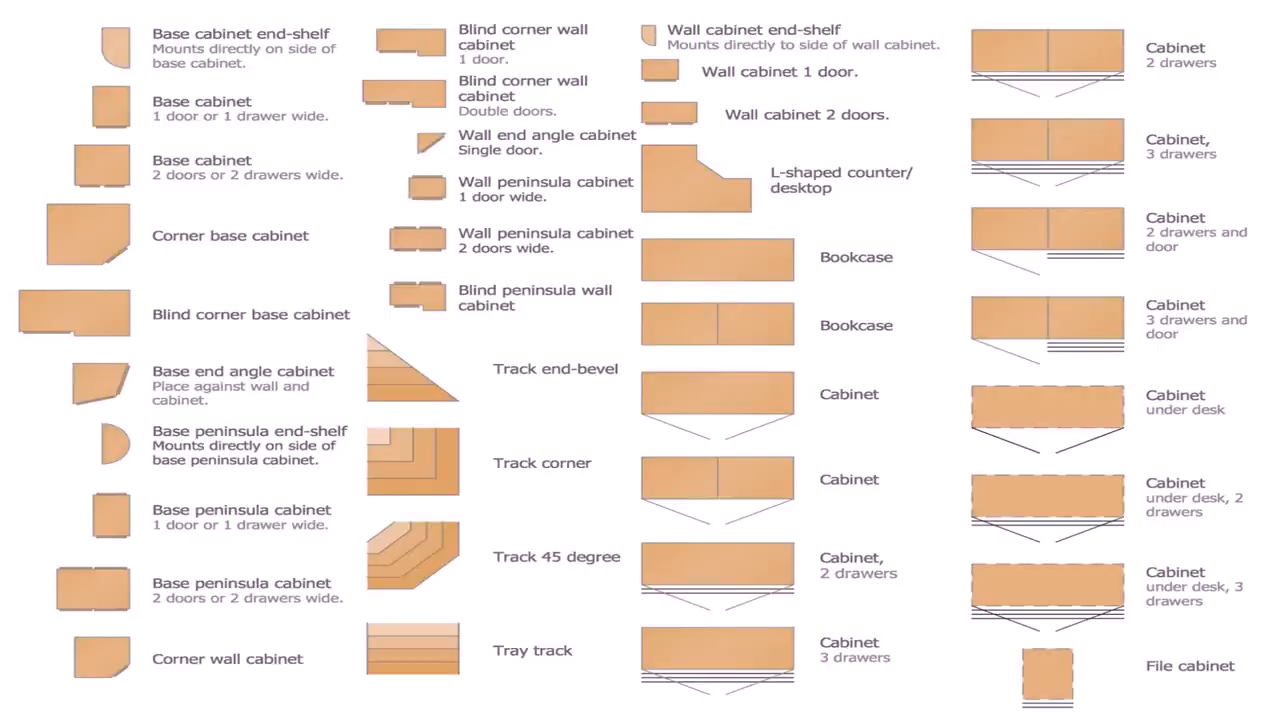 Base cabinet end-shelf
Mounts directly on side of
base cabinet.
Base cabinet
1 door or 1 drawer wide.
Base cabinet
2 doors or 2 drawers wide.
Corner base cabinet
Blind corner base cabinet
Base end angle cabinet
Place against wall and
cabinet.
Base peninsula end-shelf
Mounts directly on side of
base peninsula cabinet.
Base peninsula cabinet
1 door or 1 drawer wide.
Base peninsula cabinet
2 doors or 2 drawers wide.
Corner wall cabinet
Blind corner wall
cabinet
1 door.
Blind corner wall
cabinet
Double doors.
Wall end angle cabinet
Single door.
Wall peninsula cabinet
1 door wide.
Wall peninsula cabinet
2 doors wide.
Blind peninsula wall
cabinet
Track end-bevel
Track corner
Track 45 degree
Tray track
Wall cabinet end-shelf
Mounts directly to side of wall cabinet.
Wall cabinet 1 door.
Wall cabinet 2 doors.
L-shaped counter/
desktop
Bookcase
Bookcase
Cabinet
Cabinet
Cabinet,
2 drawers
Cabinet
3 drawers
Cabinet
2 drawers
Cabinet,
3 drawers
Cabinet
2 drawers and
door
Cabinet
3 drawers and
door
Cabinet
under desk
Cabinet
under desk, 2
drawers
Cabinet
under desk, 3
drawers
File cabinet